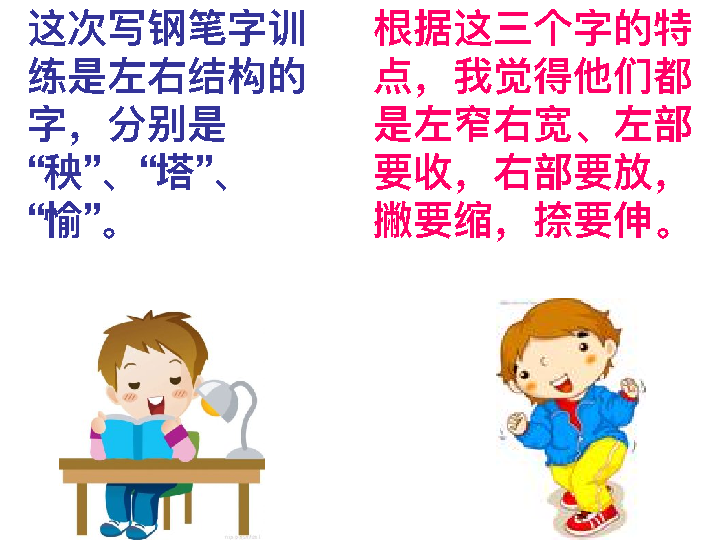 这次写钢笔字训
练是左右结构的
字，分别是
“秧”、“塔”、
“愉”。
根据这三个字的特
点，我觉得他们都
是左窄右宽、左部
要收，右部要放，
撇要缩，捺要伸。